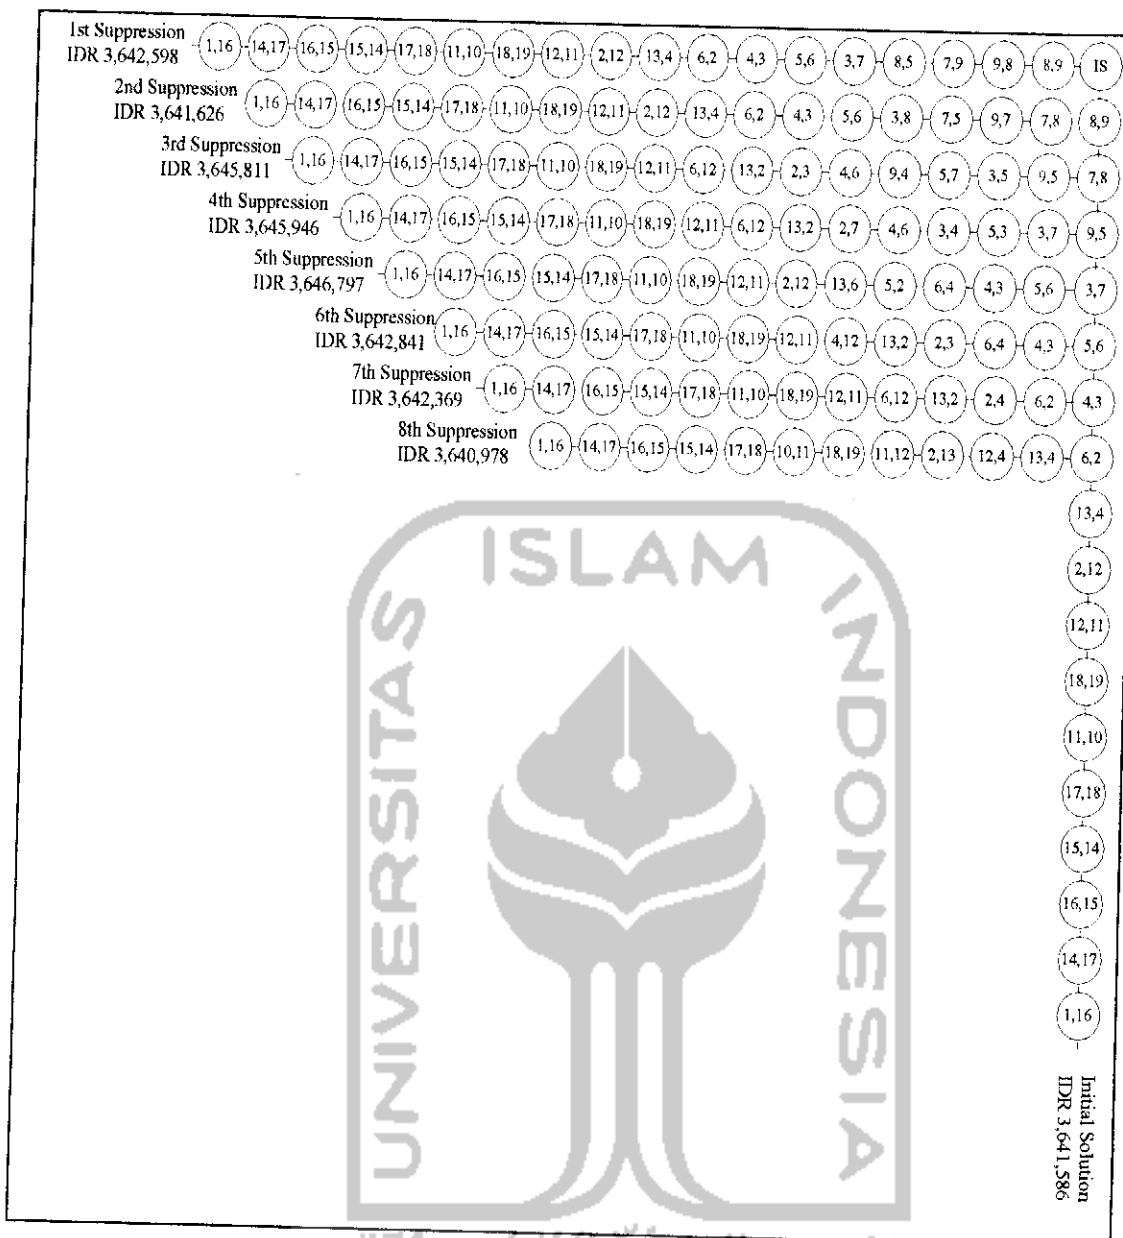 1st Suppression
IDR 3,642,598
1,16 14,17 16,15 15,14 17,18 11,10 18,19 12,11 2,12 13,4 6,2 4,3 5,6 3,7 8,5 7,9 9,8 8,9 IS
2nd Suppression
IDR 3,641,626
1,16 14,17 16,15 15,14 17,18 11,10 18,19 12,11 2,12 13,4 6,2 4,3 5,6 3,8 7,5 9,7 7,8 8,9
3rd Suppression
IDR 3,645,811
1,16 14,17 16,15 15,14 17,18 11,10 18,19 12,11 6,12 13,2 2,3 4,6 9,4 5,7 3,5 9,5 7,8
4th Suppression
IDR 3,645,946
1,16 14,17 16,15 15,14 17,18 11,10 18,19 12,11 6,12 13,2 2,7 4,6 3,4 5,3 3,7 9,5
5th Suppression
IDR 3,646,797
1,16 14,17 16,15 15,14 17,18 11,10 18,19 12,11 2,12 13,6 5,2 6,4 4,3 5,6 3,7
6th Suppression
IDR 3,642,841
1,16 14,17 16,15 15,14 17,18 11,10 18,19 12,11 4,12 13,2 2,3 6,4 4,3 5,6
7th Suppression
IDR 3,642,369
1,16 14,17 16,15 15,14 17,18 11,10 18,19 12,11 6,12 13,2 2,4 6,2 4,3
8th Suppression
IDR 3,640,978
1,16 14,17 16,15 15,14 17,18 10,11 18,19 11,12 2,13 12,4 13,4 6,2
13,4
2,12
12,11
18,19
11,10
17,18
15,14
16,15
14,17
1,16
Initial Solution
IDR 3,641,586
UNIVERSITAS
ISLAM
INDONESIA